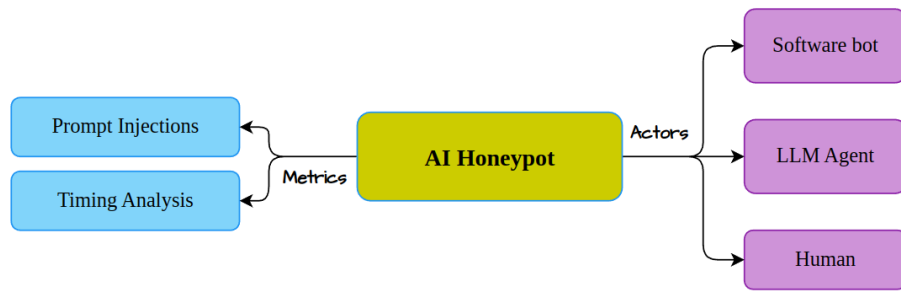 Prompt Injections
Timing Analysis
Metrics
AI Honeypot
Actors
Software bot
LLM Agent
Human